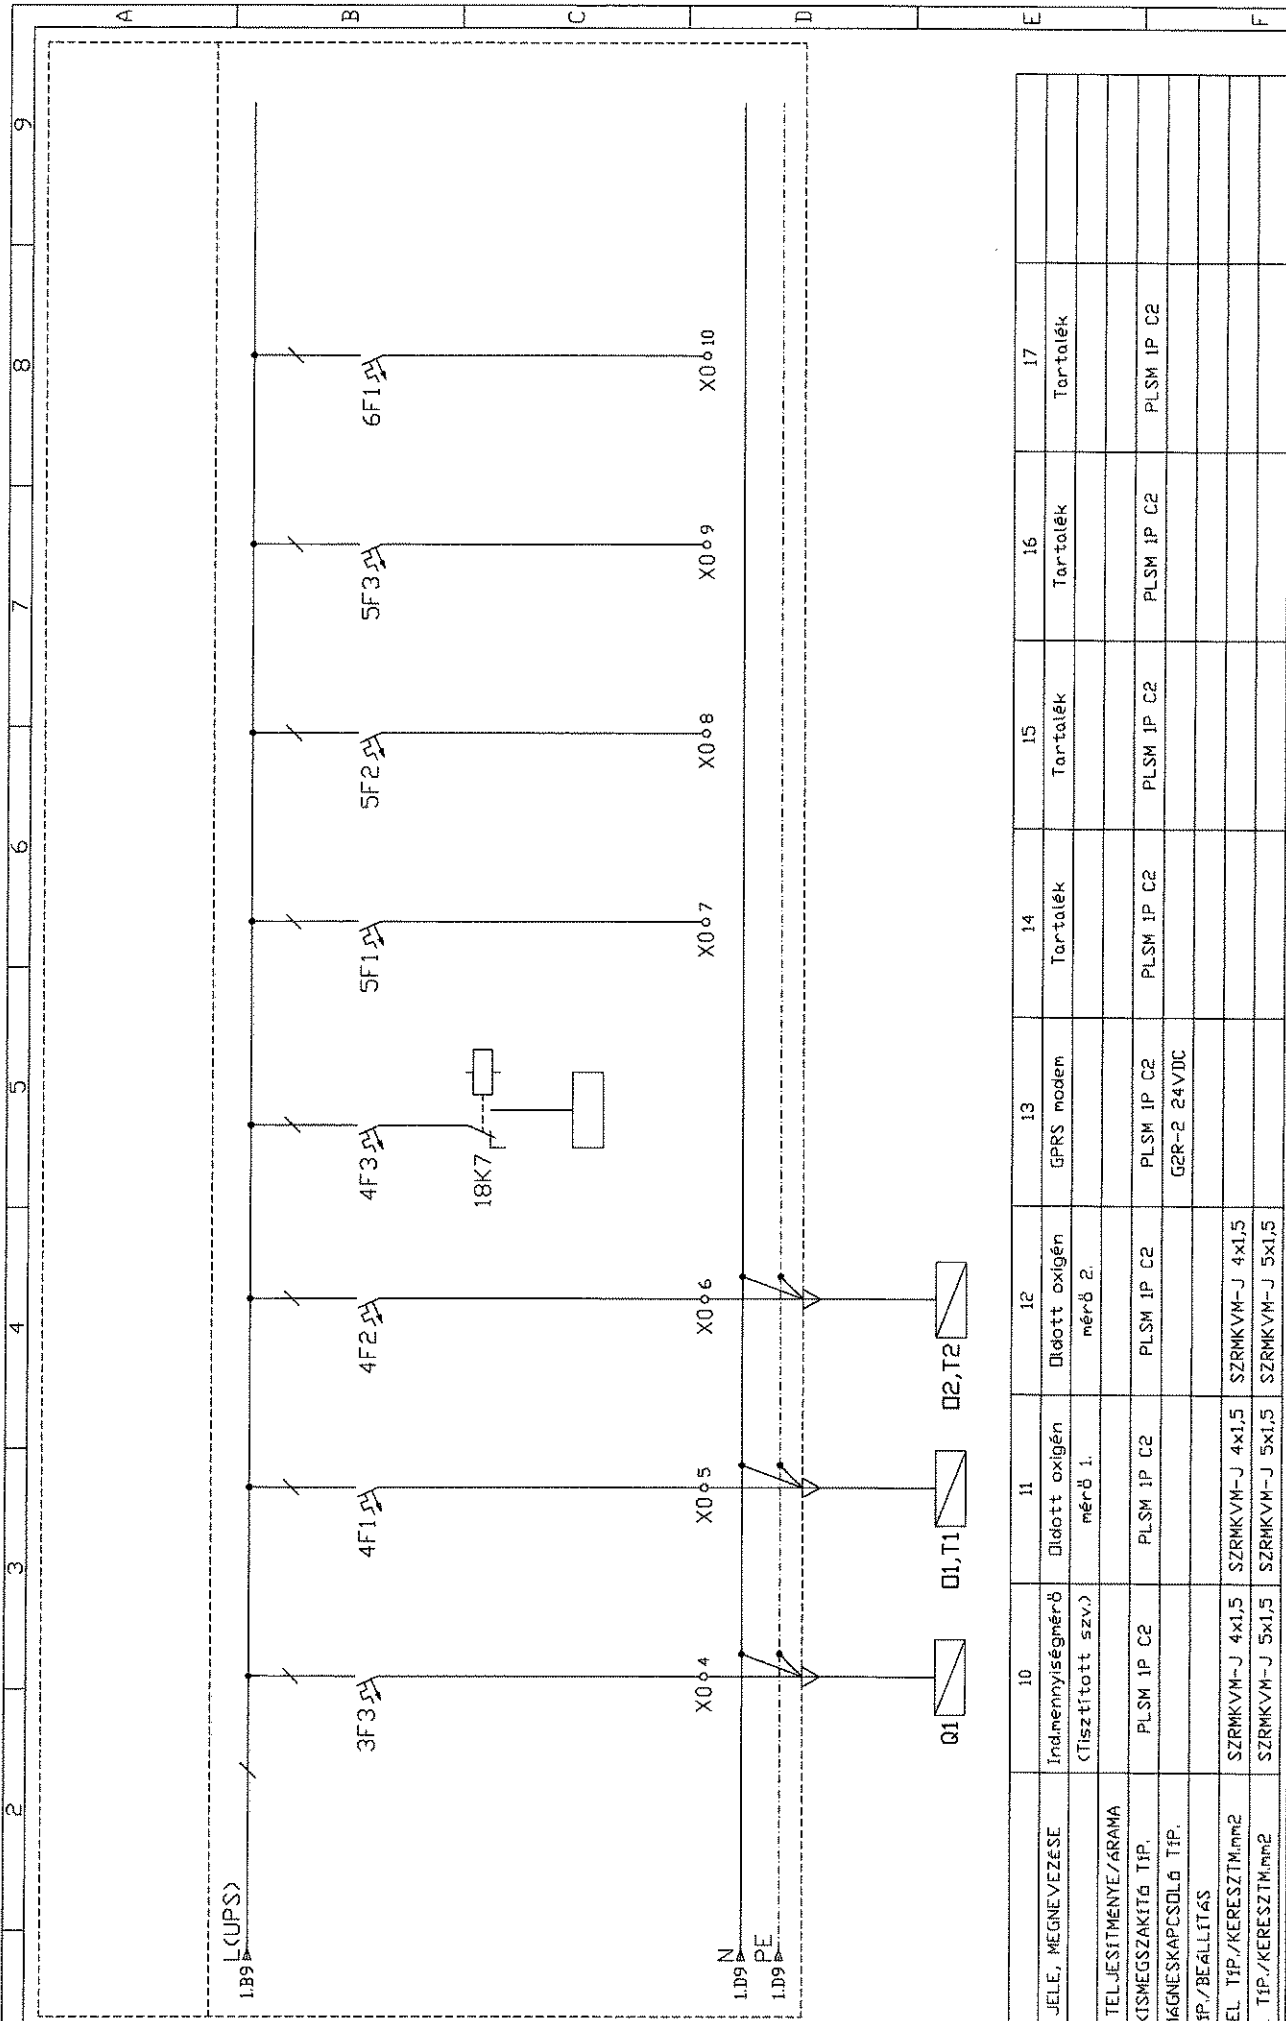 2 3 4 5 6 7 8 9
A B C D E F
L(UPS)
1.B9
3F3 4F1 4F2 4F3 5F1 5F2 5F3 6F1
18K7
X0 4 X0 5 X0 6 X0 7 X0 8 X0 9 X0 10
N
1.D9
PE
1.D9
Q1 O1,T1 O2,T2
10 11 12 13 14 15 16 17
JELE, MEGNEVEZÉSE Ind.mennyiségmérő Oldott oxigén Oldott oxigén GPRS modem Tartalék Tartalék Tartalék Tartalék
(Tisztított szv.) mérő 1. mérő 2.
TELJESÍTMÉNYE/ÁRAMA
KISMEGSZAKÍTÓ TÍP. PLSM 1P C2 PLSM 1P C2 PLSM 1P C2 PLSM 1P C2 PLSM 1P C2 PLSM 1P C2 PLSM 1P C2 PLSM 1P C2
MÁGNESKAPCSOLÓ TÍP. G2R-2 24VDC
ÍP./BEÁLLÍTÁS
EL TÍP./KERESZTM.mm2 SZRMKVM-J 4x1,5 SZRMKVM-J 4x1,5 SZRMKVM-J 4x1,5
TÍP./KERESZTM.mm2 SZRMKVM-J 5x1,5 SZRMKVM-J 5x1,5 SZRMKVM-J 5x1,5